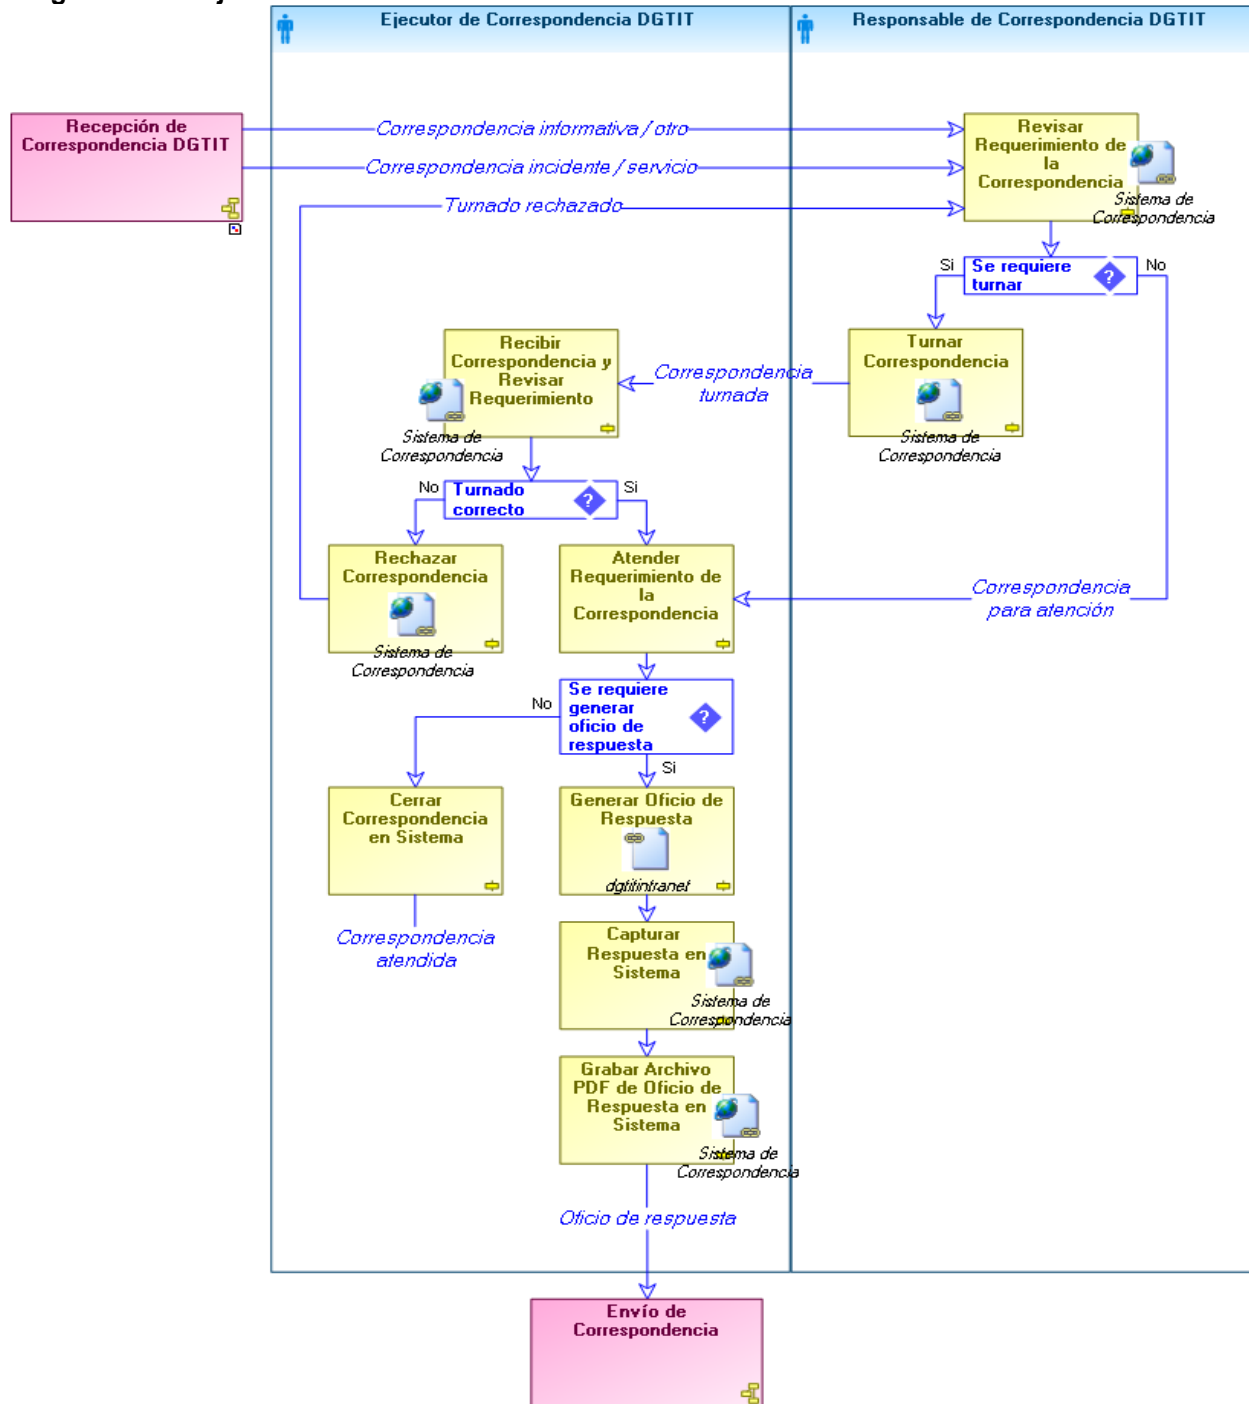 Ejecutor de Correspondencia DGTIT
Responsable de Correspondencia DGTIT
Recepción de
Correspondencia DGTIT
Correspondencia informativa / otro
Correspondencia incidente / servicio
Turnado rechazado
Revisar
Requerimiento de
la
Correspondencia
Sistema de
Correspondencia
Si
Se requiere
turnar
?
No
Recibir
Correspondencia y
Revisar
Requerimiento
Sistema de
Correspondencia
Correspondencia
turnada
Turnar
Correspondencia
Sistema de
Correspondencia
No
Turnado
correcto
?
Si
Rechazar
Correspondencia
Sistema de
Correspondencia
Atender
Requerimiento de
la
Correspondencia
Correspondencia
para atención
No
Se requiere
generar
oficio de
respuesta
?
Si
Cerrar
Correspondencia
en Sistema
Generar Oficio de
Respuesta
dgtitintranet
Correspondencia
atendida
Capturar
Respuesta en
Sistema
Sistema de
Correspondencia
Grabar Archivo
PDF de Oficio de
Respuesta en
Sistema
Sistema de
Correspondencia
Oficio de respuesta
Envío de
Correspondencia